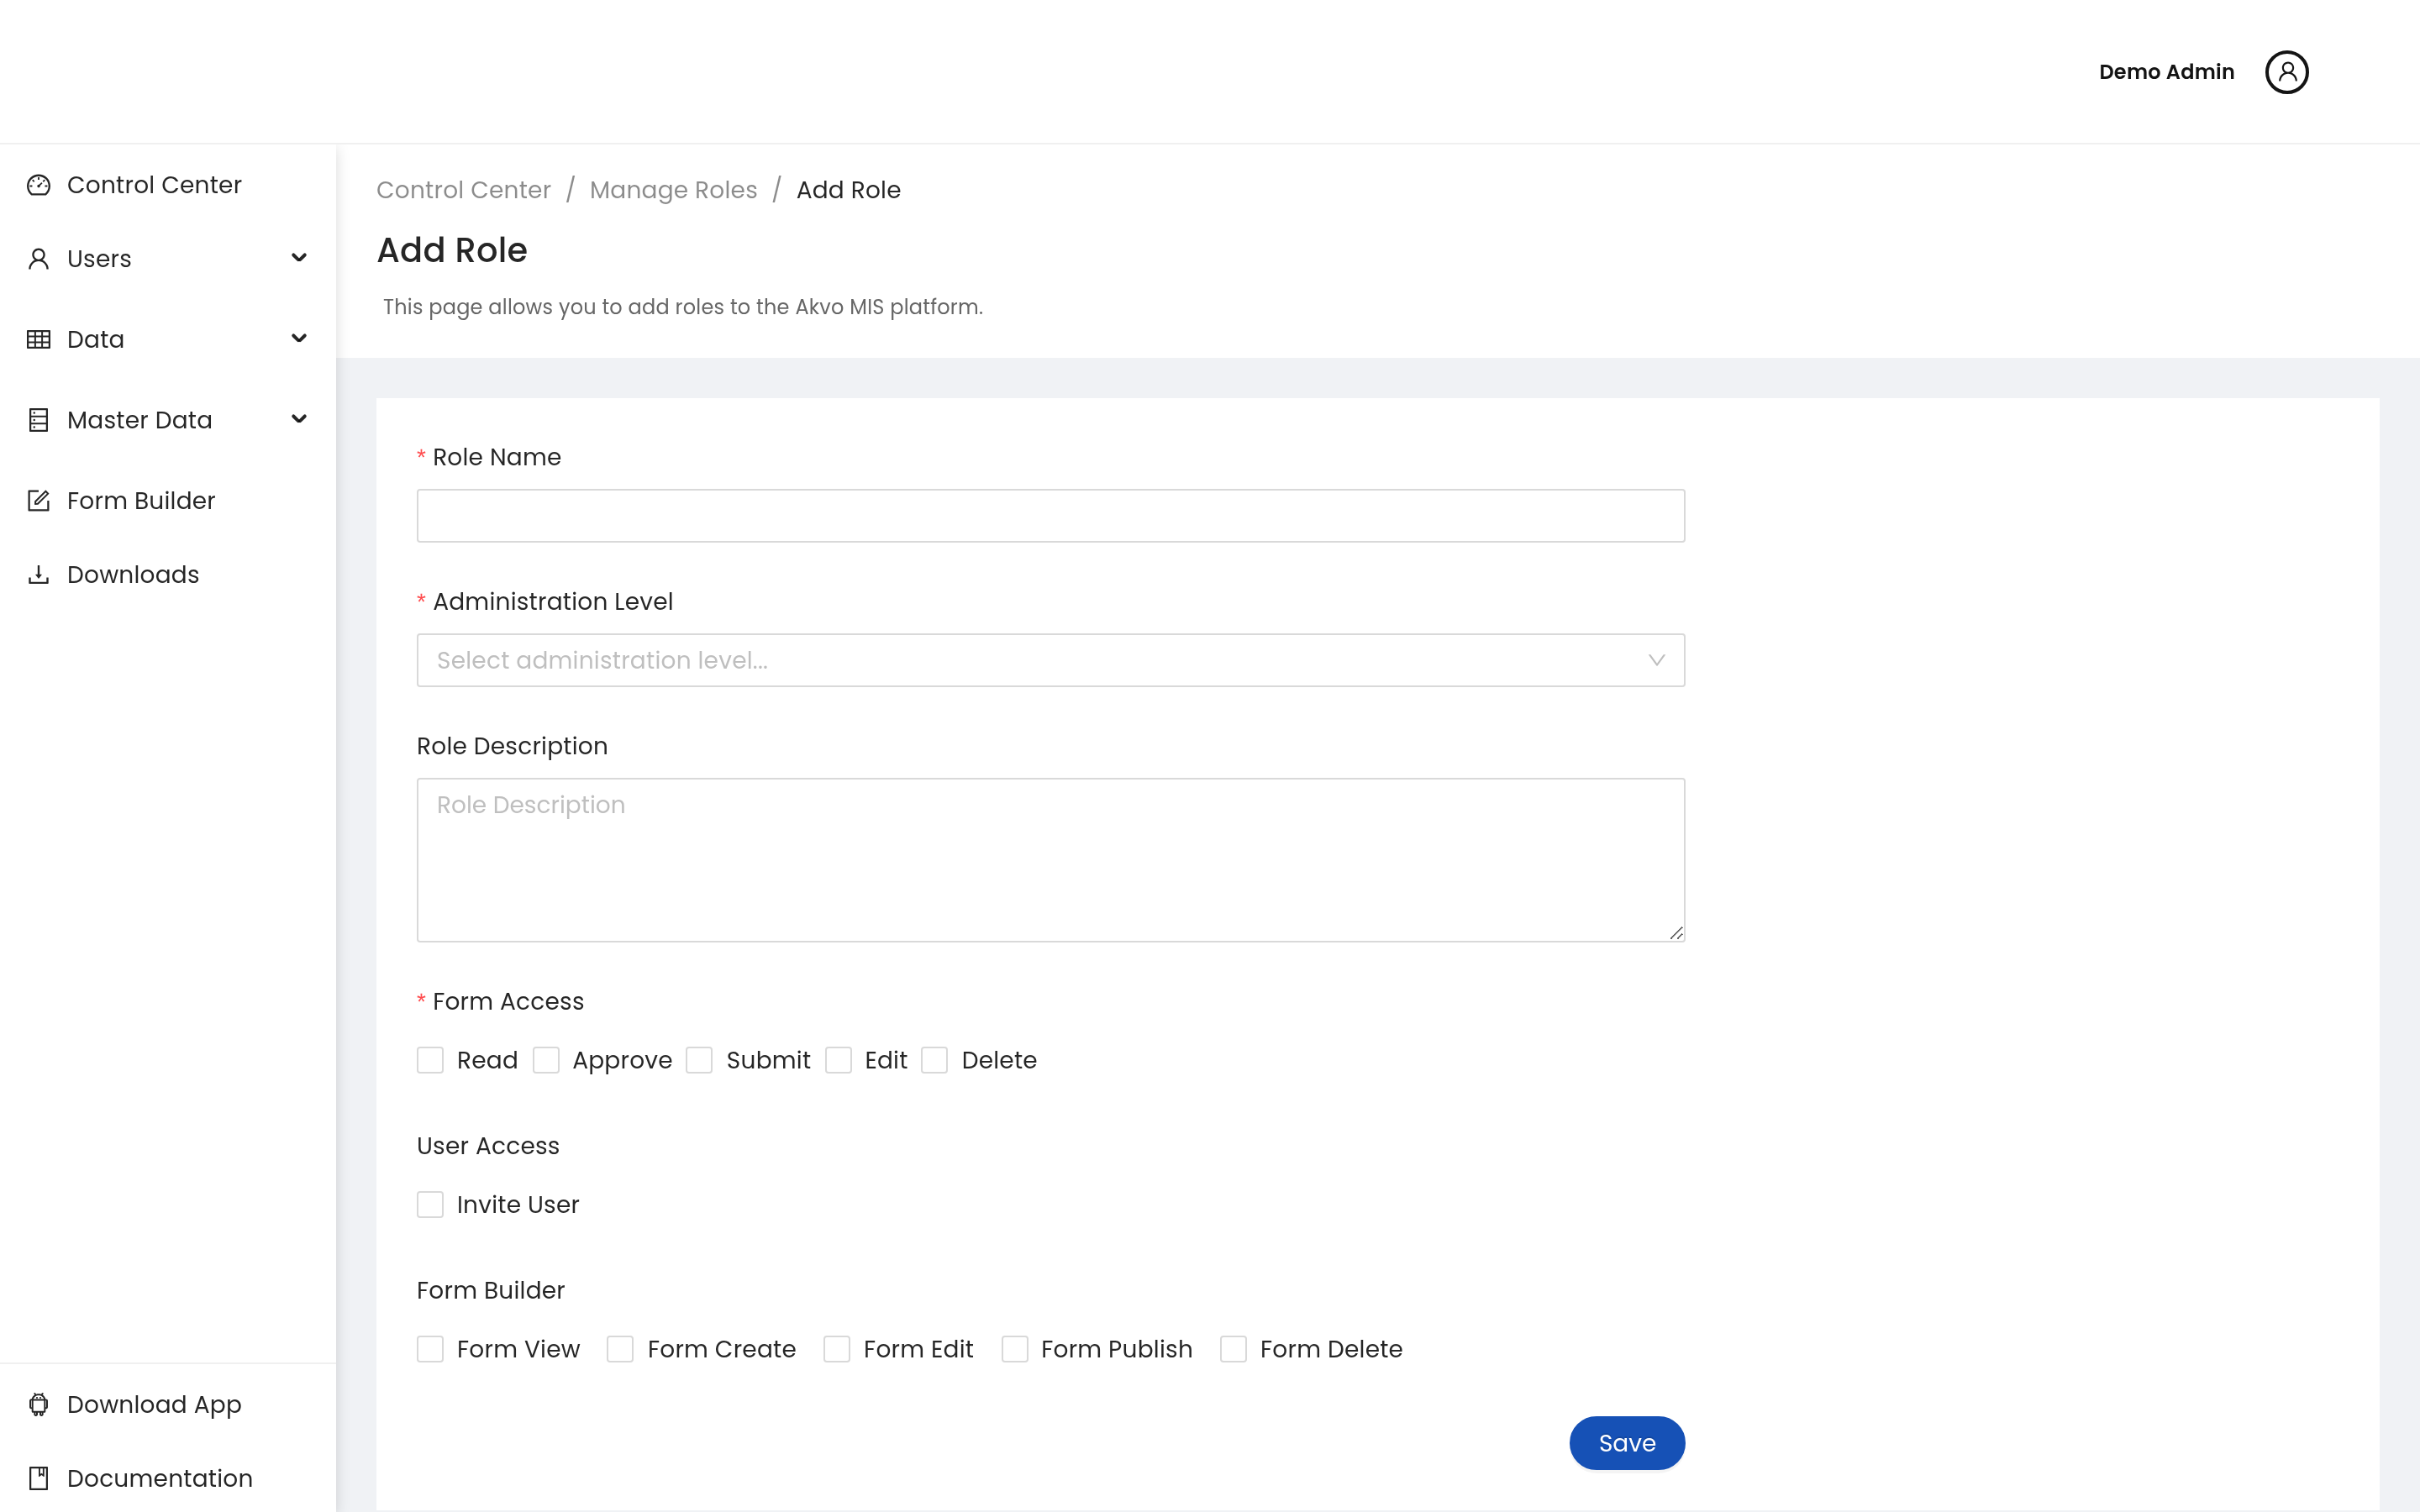 Demo Admin
Control Center
Users
Data
Master Data
Form Builder
Downloads
Download App
Documentation
Control Center / Manage Roles / Add Role
Add Role
This page allows you to add roles to the Akvo MIS platform.
* Role Name
* Administration Level
Select administration level...
Role Description
Role Description
* Form Access
Read Approve Submit Edit Delete
User Access
Invite User
Form Builder
Form View Form Create Form Edit Form Publish Form Delete
Save